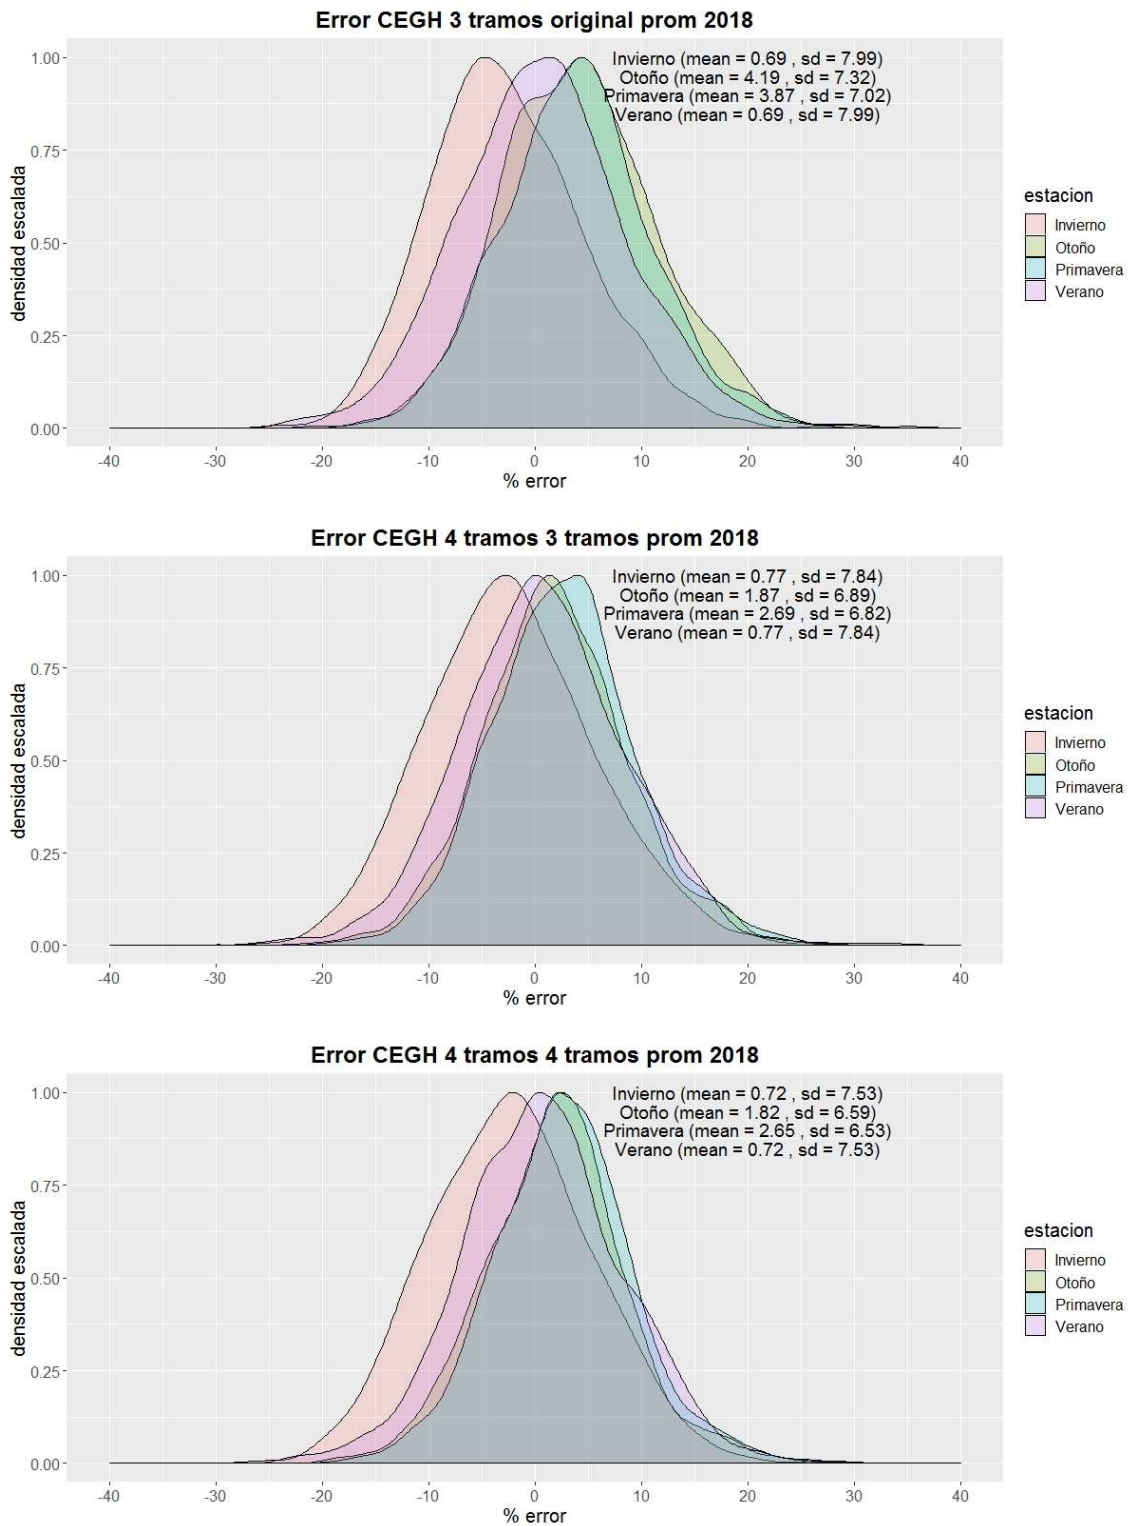 Error CEGH 3 tramos original prom 2018
Invierno (mean = 0.69 , sd = 7.99)
Otoño (mean = 4.19 , sd = 7.32)
Primavera (mean = 3.87 , sd = 7.02)
Verano (mean = 0.69 , sd = 7.99)
densidad escalada
1.00
0.75
0.50
0.25
0.00
-40 -30 -20 -10 0 10 20 30 40
% error
estacion
Invierno
Otoño
Primavera
Verano
Error CEGH 4 tramos 3 tramos prom 2018
Invierno (mean = 0.77 , sd = 7.84)
Otoño (mean = 1.87 , sd = 6.89)
Primavera (mean = 2.69 , sd = 6.82)
Verano (mean = 0.77 , sd = 7.84)
densidad escalada
1.00
0.75
0.50
0.25
0.00
-40 -30 -20 -10 0 10 20 30 40
% error
estacion
Invierno
Otoño
Primavera
Verano
Error CEGH 4 tramos 4 tramos prom 2018
Invierno (mean = 0.72 , sd = 7.53)
Otoño (mean = 1.82 , sd = 6.59)
Primavera (mean = 2.65 , sd = 6.53)
Verano (mean = 0.72 , sd = 7.53)
densidad escalada
1.00
0.75
0.50
0.25
0.00
-40 -30 -20 -10 0 10 20 30 40
% error
estacion
Invierno
Otoño
Primavera
Verano